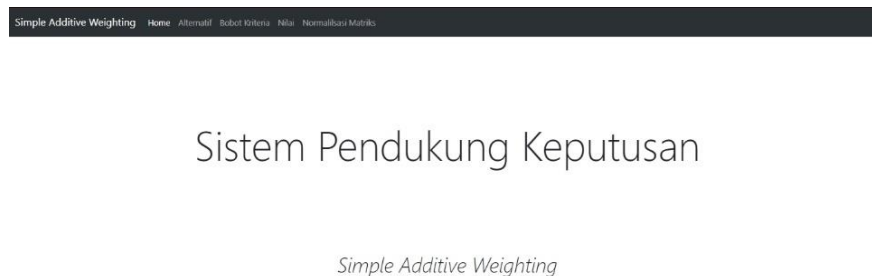 Simple Additive Weighting Home Alternatif Bobot Kriteria Nilai Normalisasi Matriks
Sistem Pendukung Keputusan
Simple Additive Weighting